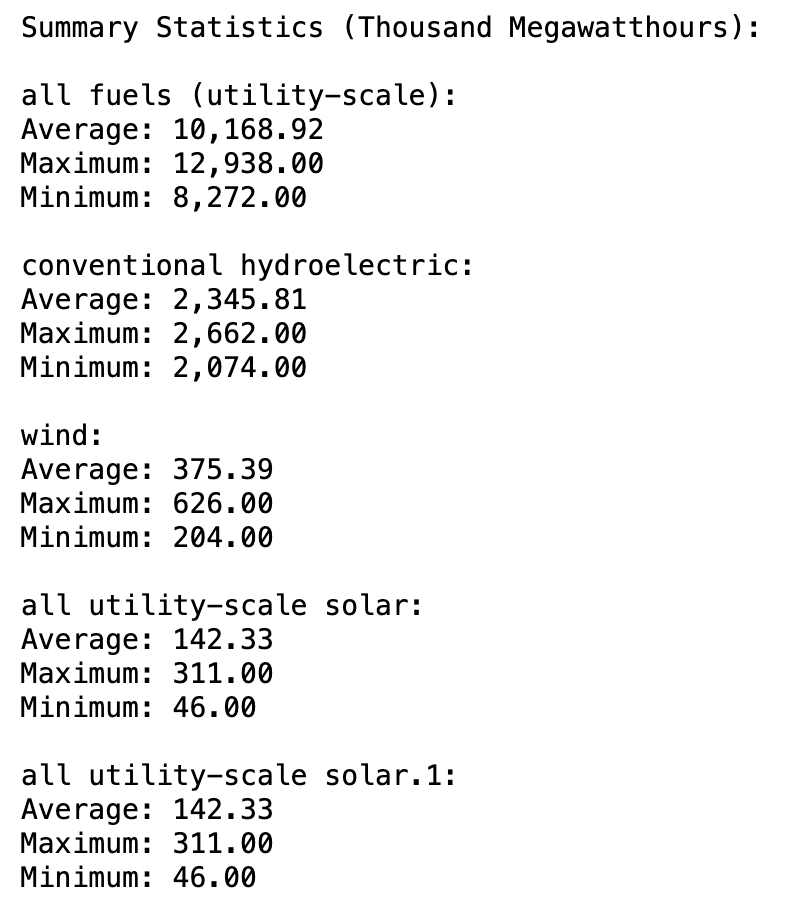 Summary Statistics (Thousand Megawatthours):
all fuels (utility-scale):
Average: 10,168.92
Maximum: 12,938.00
Minimum: 8,272.00
conventional hydroelectric:
Average: 2,345.81
Maximum: 2,662.00
Minimum: 2,074.00
wind:
Average: 375.39
Maximum: 626.00
Minimum: 204.00
all utility-scale solar:
Average: 142.33
Maximum: 311.00
Minimum: 46.00
all utility-scale solar.1:
Average: 142.33
Maximum: 311.00
Minimum: 46.00